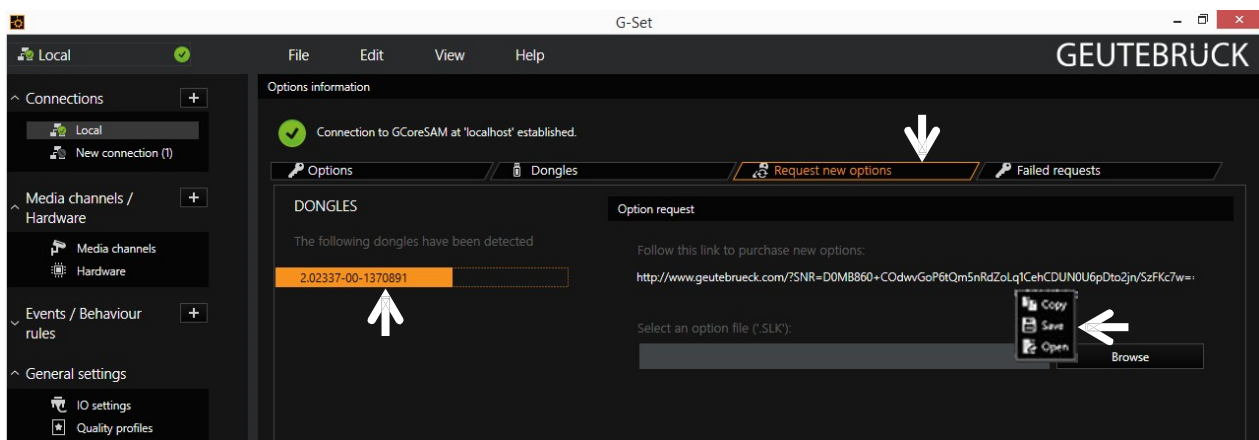 G-Set
Local
File Edit View Help
GEUTEBRÜCK
Connections +
Local
New connection (1)
Media channels / Hardware +
Media channels
Hardware
Events / Behaviour rules +
General settings
IO settings
Quality profiles
Options information
Connection to GCoreSAM at 'localhost' established.
Options Dongles Request new options Failed requests
DONGLES
The following dongles have been detected
2.02337-00-1370891
Option request
Follow this link to purchase new options:
http://www.geutebrueck.com/?SNR=D0MB860+COdwvGoP6tQm5nRdZoLq1CehCDUN0U6pDto2jn/SzFKc7w=
Select an option file ('.SLK'):
Copy
Save
Open
Browse